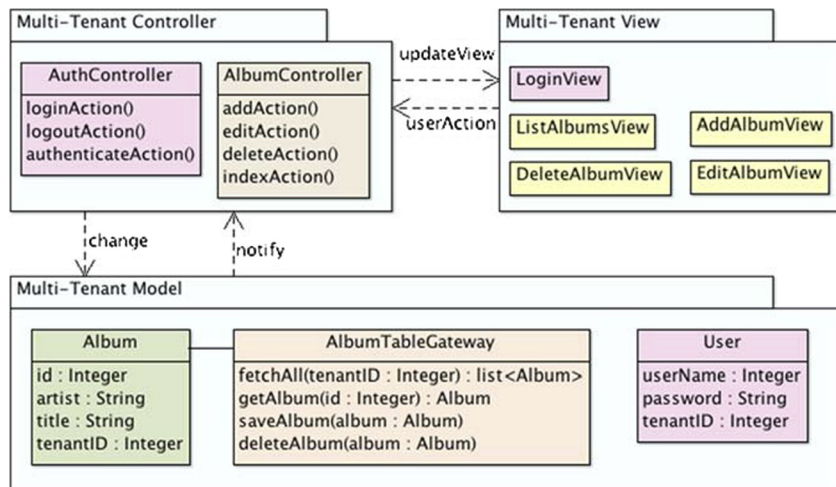 Multi-Tenant Controller
AuthController
loginAction()
logoutAction()
authenticateAction()
AlbumController
addAction()
editAction()
deleteAction()
indexAction()
updateView
userAction
Multi-Tenant View
LoginView
ListAlbumsView
AddAlbumView
DeleteAlbumView
EditAlbumView
change
notify
Multi-Tenant Model
Album
id : Integer
artist : String
title : String
tenantID : Integer
AlbumTableGateway
fetchAll(tenantID : Integer) : list<Album>
getAlbum(id : Integer) : Album
saveAlbum(album : Album)
deleteAlbum(album : Album)
User
userName : Integer
password : String
tenantID : Integer